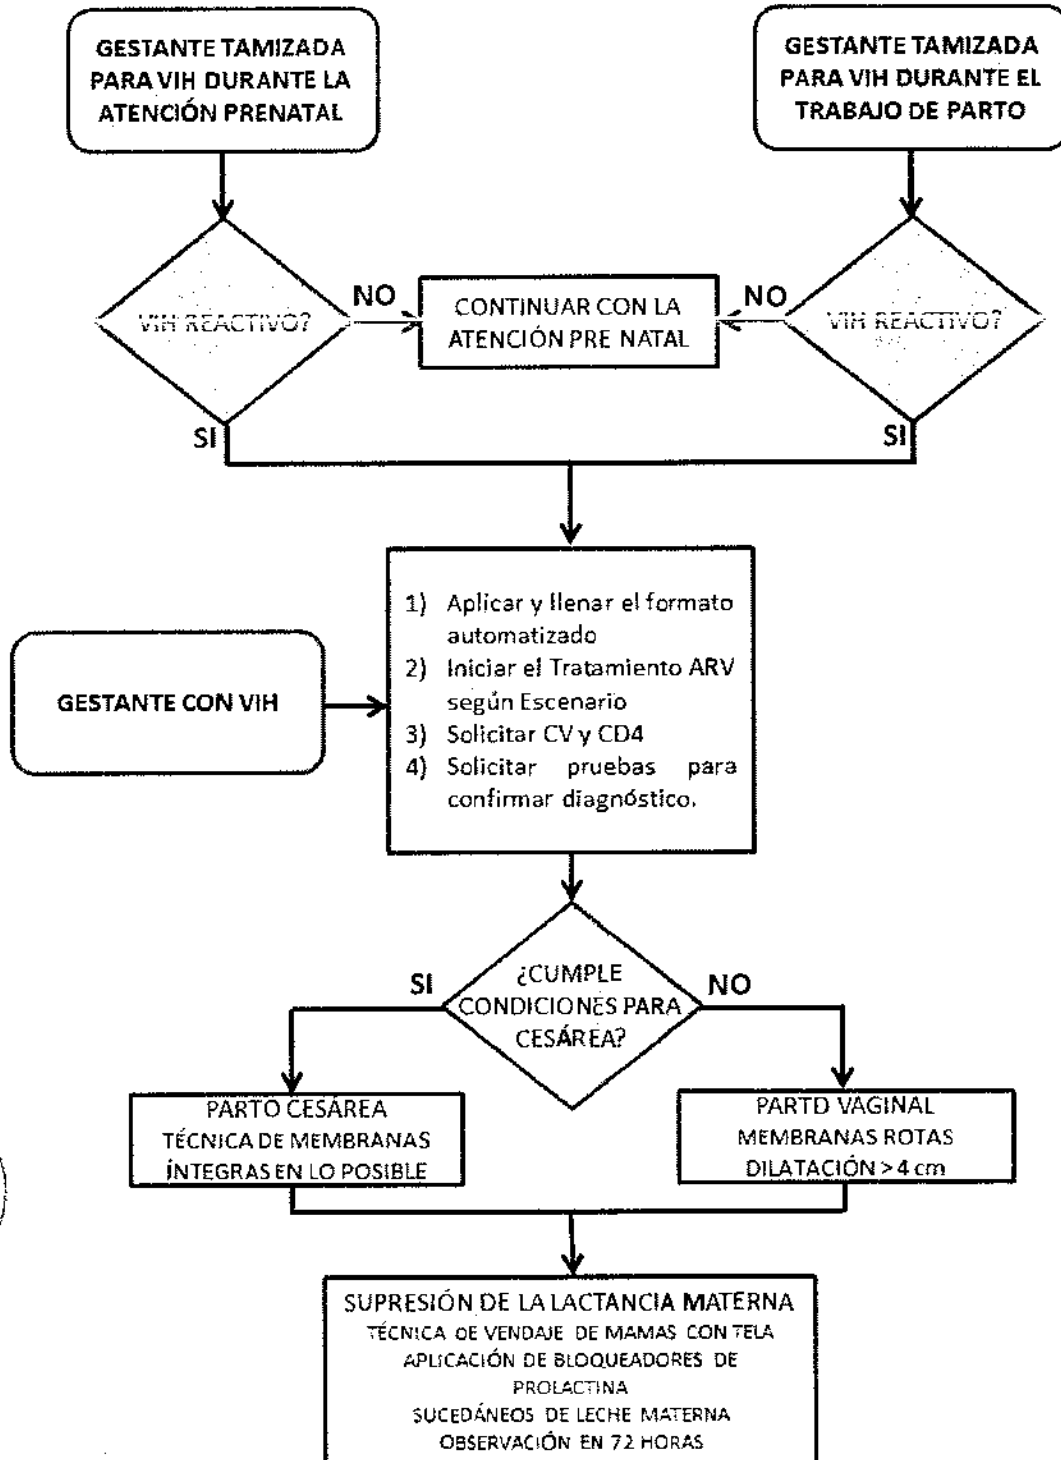 GESTANTE TAMIZADA
PARA VIH DURANTE LA
ATENCIÓN PRENATAL
GESTANTE TAMIZADA
PARA VIH DURANTE EL
TRABAJO DE PARTO
VIH REACTIVO?
NO
CONTINUAR CON LA
ATENCIÓN PRE NATAL
NO
VIH REACTIVO?
SI
SI
1) Aplicar y llenar el formato
automatizado
2) Iniciar el Tratamiento ARV
según Escenario
3) Solicitar CV y CD4
4) Solicitar pruebas para
confirmar diagnóstico.
GESTANTE CON VIH
SI
¿CUMPLE
CONDICIONES PARA
CESÁREA?
NO
PARTO CESÁREA
TÉCNICA DE MEMBRANAS
ÍNTEGRAS EN LO POSIBLE
PARTO VAGINAL
MEMBRANAS ROTAS
DILATACIÓN > 4 cm
SUPRESIÓN DE LA LACTANCIA MATERNA
TÉCNICA DE VENDAJE DE MAMAS CON TELA
APLICACIÓN DE BLOQUEADORES DE
PROLACTINA
SUCEDÁNEOS DE LECHE MATERNA
OBSERVACIÓN EN 72 HORAS